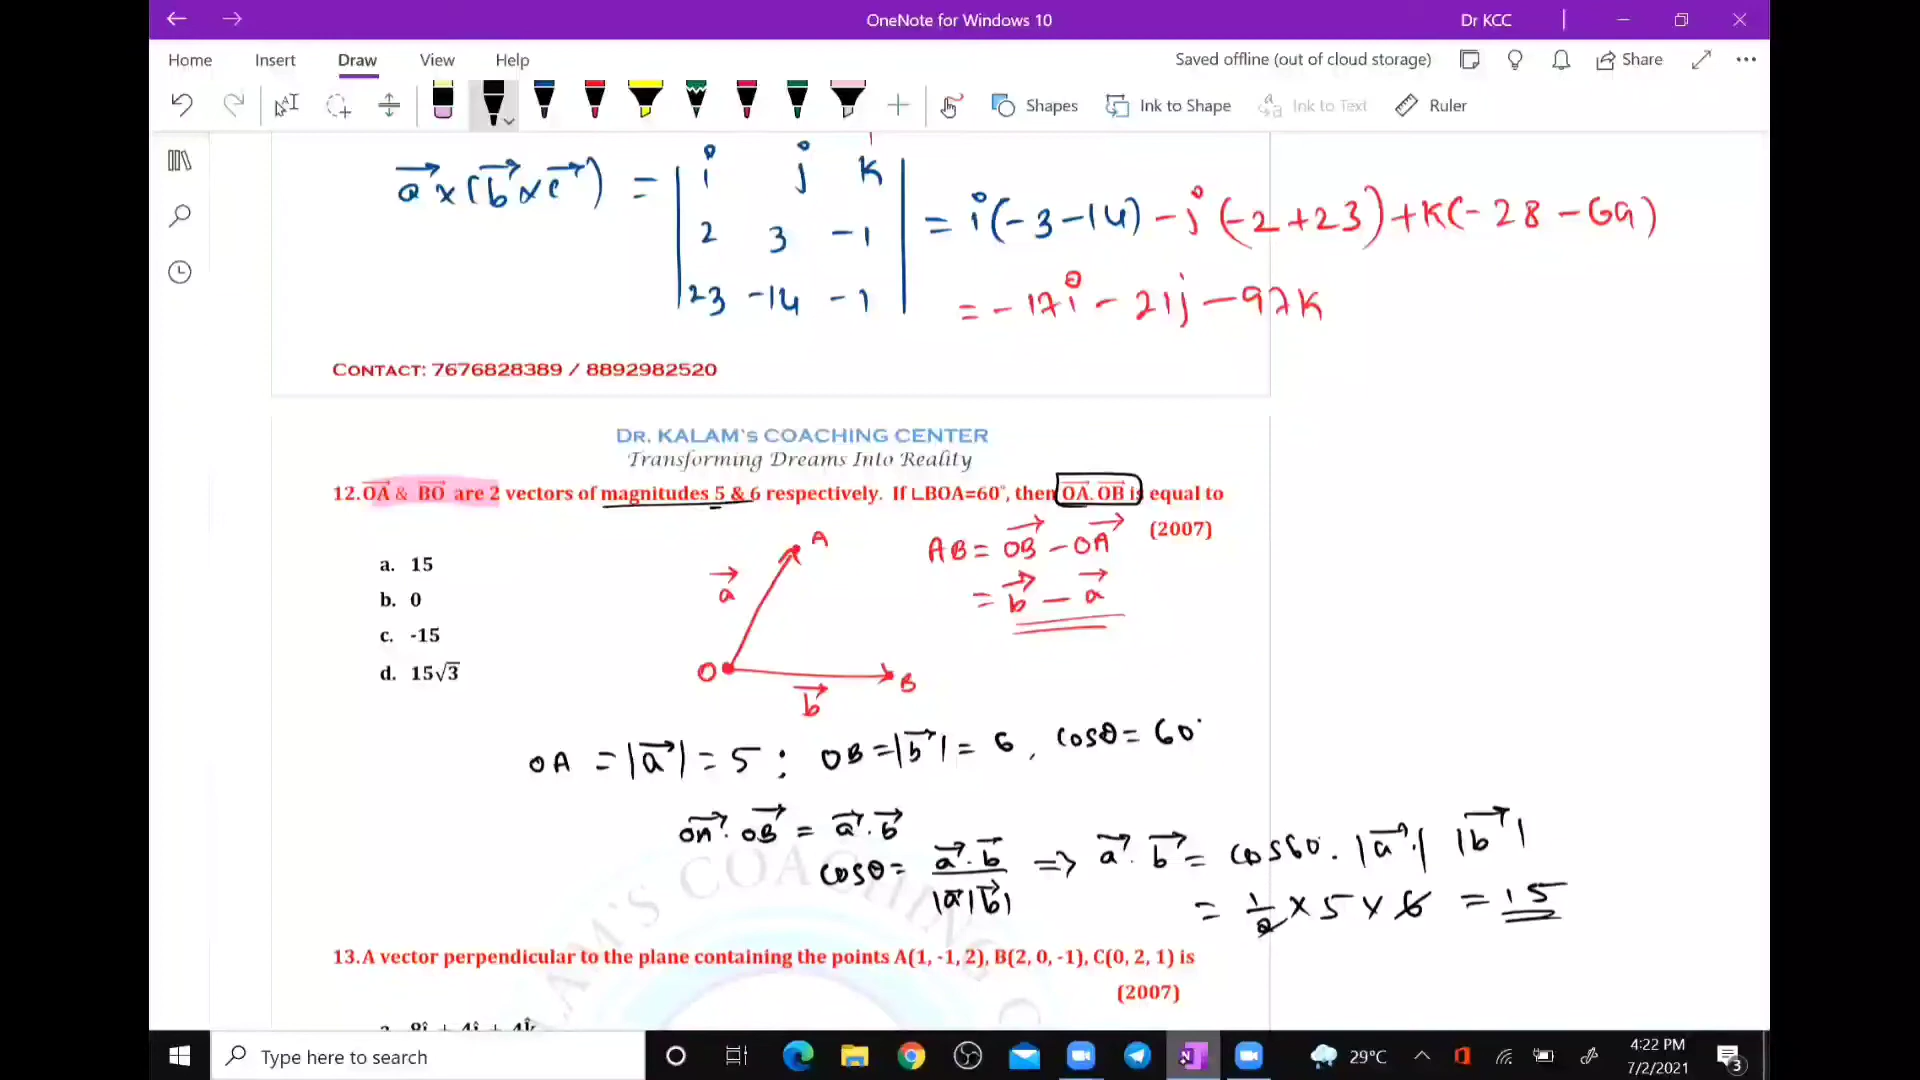 OneNote for Windows 10
Dr KCC
Home Insert Draw View Help
Saved offline (out of cloud storage) Share
Shapes Ink to Shape Ink to Text Ruler
a⃗ × (b⃗ × c⃗) = | i j k |
2 3 -1
23 -14 -1
= i(-3-14) - j(-2+23) + k(-28-69)
= -17i - 21j - 97k
CONTACT: 7676828389 / 8892982520
DR. KALAM'S COACHING CENTER
Transforming Dreams Into Reality
12. O͞A & B͞O are 2 vectors of magnitudes 5 & 6 respectively. If ∟BOA=60°, then O͞A. O͞B is equal to
(2007)
a. 15
b. 0
c. -15
d. 15√3
A
a⃗
O
b⃗
B
AB = OB⃗ - OA⃗
= b⃗ - a⃗
OA = |a⃗| = 5 ; OB = |b⃗| = 6, cosθ = 60°
OA⃗ . OB⃗ = a⃗ . b⃗
cosθ = a⃗ . b⃗ / |a⃗||b⃗| => a⃗ . b⃗ = cos60 . |a⃗| . |b⃗|
= 1/2 × 5 × 6 = 15
13. A vector perpendicular to the plane containing the points A(1, -1, 2), B(2, 0, -1), C(0, 2, 1) is
(2007)
Type here to search
29°C
4:22 PM
7/2/2021
3